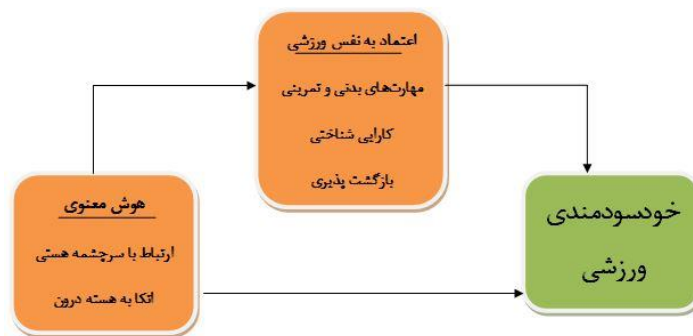 اعتماد به نفس ورزشی
مهارت‌های بدنی و تمرینی
کارایی شناختی
بازگشت پذیری
هوش معنوی
ارتباط با سرچشمه هستی
اتکا به هسته درون
خودسودمندی
ورزشی